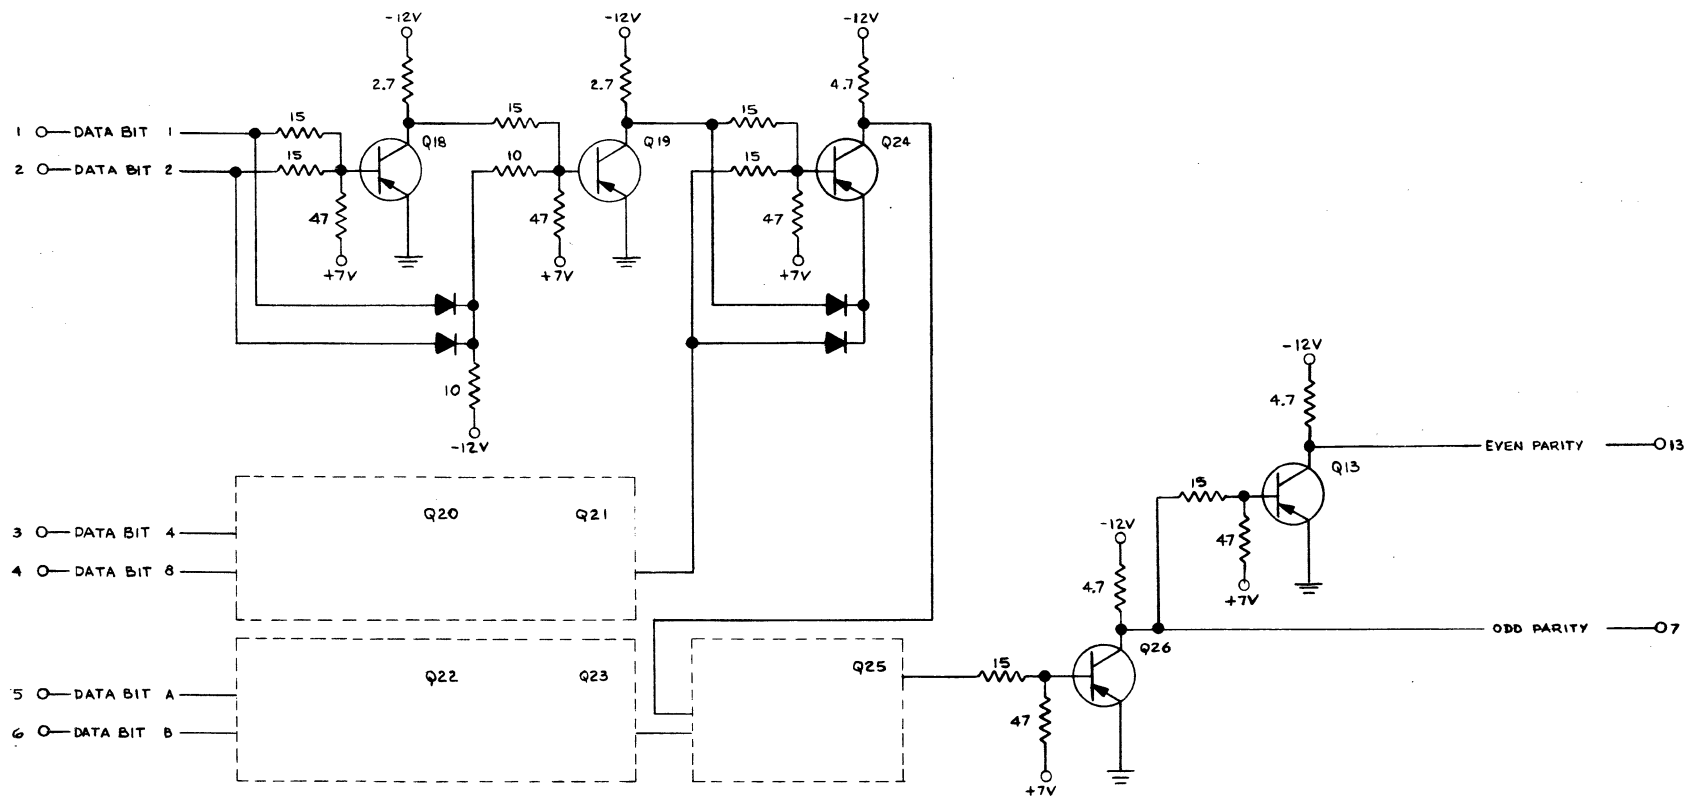 -12V -12V -12V
2.7 2.7 4.7
1 DATA BIT 1 15 Q18 15 Q19 15 Q24
2 DATA BIT 2 15 10 15
47 47 47
+7V +7V +7V
10
-12V
-12V
4.7
EVEN PARITY 13
Q13
15
47
+7V
Q20 Q21
3 DATA BIT 4
4 DATA BIT 8
-12V
4.7
ODD PARITY 7
Q26
Q22 Q23 Q25
15
5 DATA BIT A
6 DATA BIT B
47
+7V